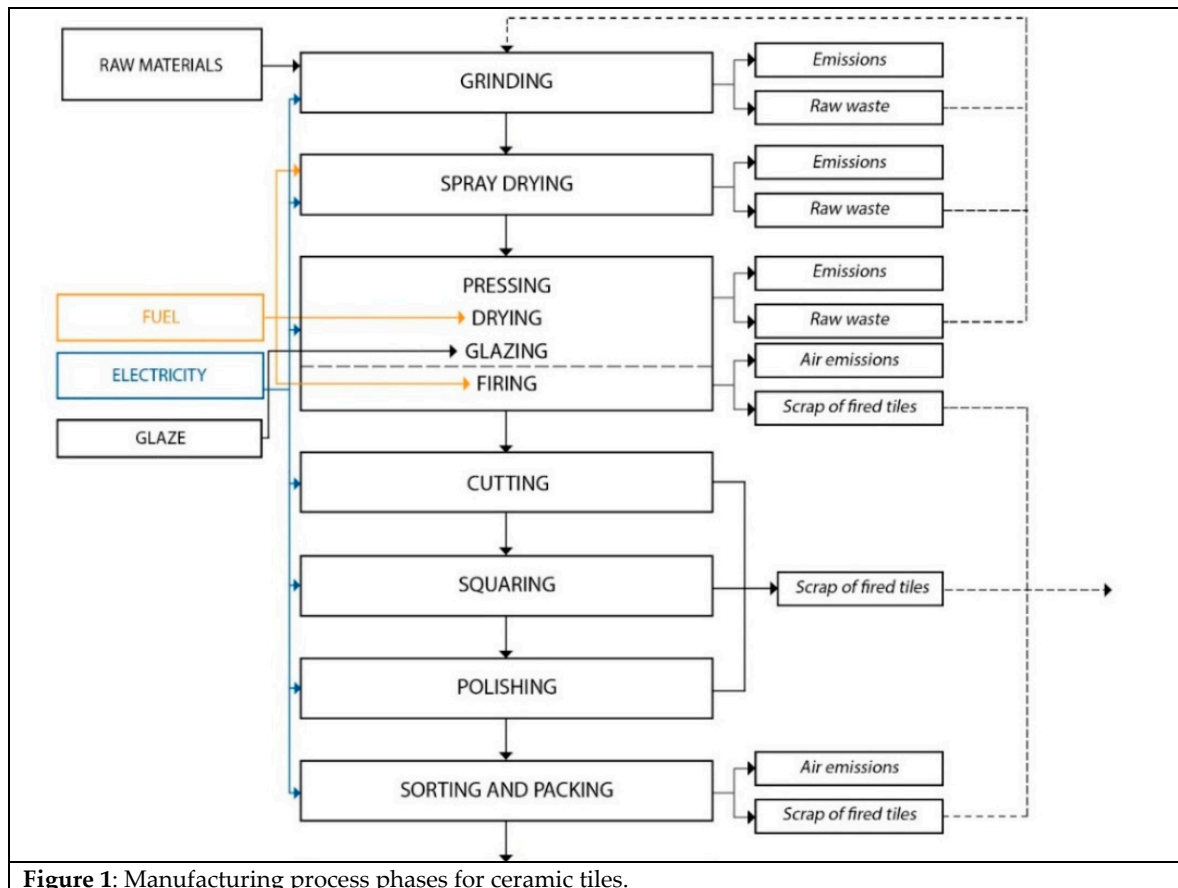 RAW MATERIALS
GRINDING
Emissions
Raw waste
SPRAY DRYING
Emissions
Raw waste
PRESSING
DRYING
GLAZING
FIRING
Emissions
Raw waste
Air emissions
Scrap of fired tiles
FUEL
ELECTRICITY
GLAZE
CUTTING
SQUARING
Scrap of fired tiles
POLISHING
SORTING AND PACKING
Air emissions
Scrap of fired tiles
Figure 1: Manufacturing process phases for ceramic tiles.